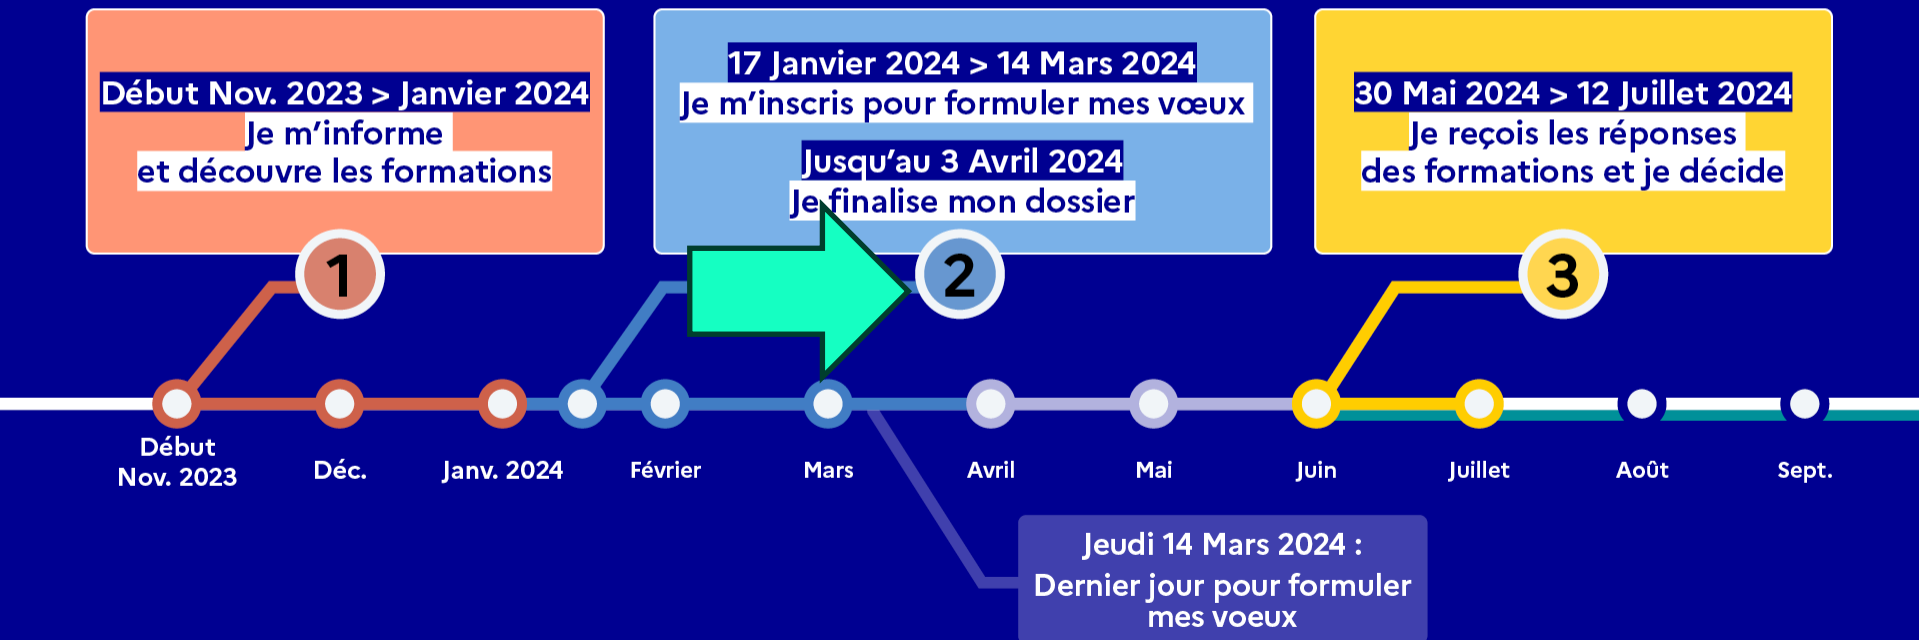 Début Nov. 2023 > Janvier 2024
Je m’informe
et découvre les formations
1
17 Janvier 2024 > 14 Mars 2024
Je m’inscris pour formuler mes vœux
Jusqu’au 3 Avril 2024
Je finalise mon dossier
2
30 Mai 2024 > 12 Juillet 2024
Je reçois les réponses
des formations et je décide
3
Début
Nov. 2023
Déc.
Janv. 2024
Février
Mars
Avril
Mai
Juin
Juillet
Août
Sept.
Jeudi 14 Mars 2024 :
Dernier jour pour formuler
mes voeux